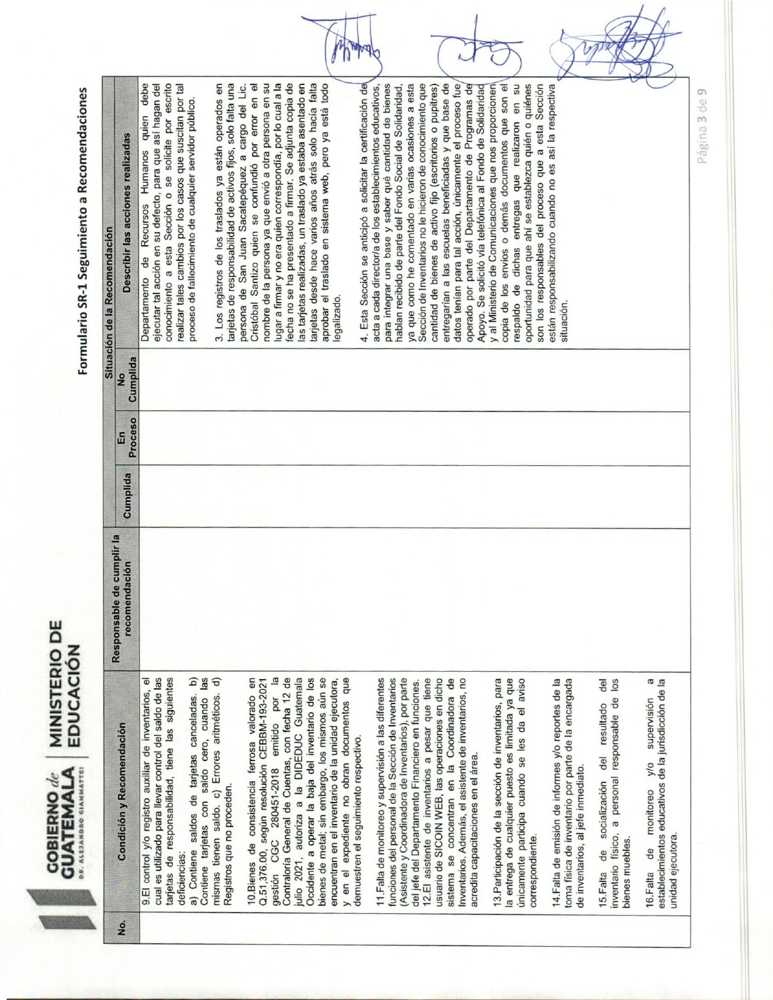 GOBIERNO de
GUATEMALA
DR. ALEJANDRO GIAMMATTEI
MINISTERIO DE
EDUCACIÓN
Formulario SR-1 Seguimiento a Recomendaciones
No.
Condición y Recomendación
Responsable de cumplir la
recomendación
Situación de la Recomendación
Cumplida
En
Proceso
No
Cumplida
Describir las acciones realizadas
9.El control y/o registro auxiliar de inventarios, el
cual es utilizado para llevar control del saldo de las
tarjetas de responsabilidad, tiene las siguientes
deficiencias:
a) Contiene saldos de tarjetas canceladas. b)
Contiene tarjetas con saldo cero, cuando las
mismas tienen saldo. c) Errores aritméticos. d)
Registros que no proceden.
10.Bienes de consistencia ferrosa valorado en
Q.51,376.00, según resolución CEBBM-193-2021
gestión CGC 280451-2018 emitido por la
Contraloría General de Cuentas, con fecha 12 de
julio 2021, autoriza a la DIDEDUC Guatemala
Occidente a operar la baja del inventario de los
bienes de metal; sin embargo, los mismos aún se
encuentran en el inventario de la unidad ejecutora,
y en el expediente no obran documentos que
demuestren el seguimiento respectivo.
11.Falta de monitoreo y supervisión a las diferentes
funciones del personal de la Sección de Inventarios
(Asistente y Coordinadora de Inventarios), por parte
del jefe del Departamento Financiero en funciones.
12.El asistente de inventarios a pesar que tiene
usuario de SICOIN WEB, las operaciones en dicho
sistema se concentran en la Coordinadora de
Inventarios. Además, el asistente de inventarios, no
acredita capacitaciones en el área.
13.Participación de la sección de inventarios, para
la entrega de cualquier puesto es limitada ya que
únicamente participa cuando se les da el aviso
correspondiente.
14.Falta de emisión de informes y/o reportes de la
toma física de inventario por parte de la encargada
de inventarios, al jefe inmediato.
15.Falta de socialización del resultado del
inventario físico, a personal responsable de los
bienes muebles.
16.Falta de monitoreo y/o supervisión a
establecimientos educativos de la jurisdicción de la
unidad ejecutora.
Departamento de Recursos Humanos quien debe
ejecutar tal acción en su defecto, para que así hagan del
conocimiento a esta Sección o se solicite por escrito
realizar tales cambios por los casos que suscitan por tal
proceso de fallecimiento de cualquier servidor público.
3. Los registros de los traslados ya están operados en
tarjetas de responsabilidad de activos fijos, solo falta una
persona de San Juan Sacatepéquez a cargo del Lic.
Cristóbal Santizo quien se confundió por error en el
nombre de la persona ya que envió a otra persona en su
lugar a firmar y no era quien correspondía, por lo cual a la
fecha no se ha presentado a firmar. Se adjunta copia de
las tarjetas realizadas, un traslado ya estaba asentado en
tarjetas desde hace varios años atrás solo hacía falta
aprobar el traslado en sistema web, pero ya está todo
legalizado.
4. Esta Sección se anticipó a solicitar la certificación de
acta a cada director/a de los establecimientos educativos,
para integrar una base y saber qué cantidad de bienes
hablan recibido de parte del Fondo Social de Solidaridad,
ya que como he comentado en varias ocasiones a esta
Sección de Inventarios no le hicieron de conocimiento que
cantidad de bienes de activo fijo (escritorios o pupitres)
entregarían a las escuelas beneficiadas y que base de
datos tenían para tal acción, únicamente el proceso fue
operado por parte del Departamento de Programas de
Apoyo. Se solicitó vía telefónica al Fondo de Solidaridad
y al Ministerio de Comunicaciones que nos proporcionen
copia de los envíos o demás documentos que son el
respaldo de dichas entregas que realizaron en su
oportunidad para que ahí se establezca quién o quiénes
son los responsables del proceso que a esta Sección
están responsabilizando cuando no es así la respectiva
situación.
Página 3 de 9